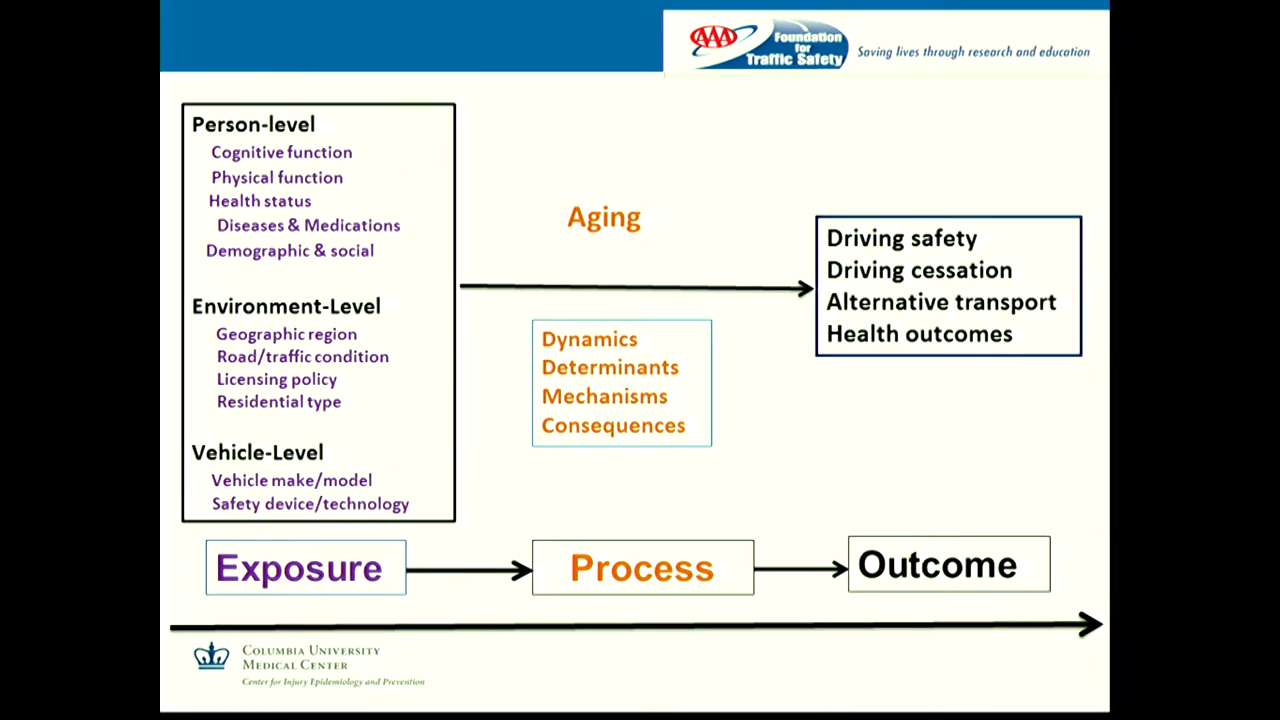 AAA
Foundation
for
Traffic Safety
Saving lives through research and education
Person-level
Cognitive function
Physical function
Health status
Diseases & Medications
Demographic & social
Environment-Level
Geographic region
Road/traffic condition
Licensing policy
Residential type
Vehicle-Level
Vehicle make/model
Safety device/technology
Aging
Dynamics
Determinants
Mechanisms
Consequences
Driving safety
Driving cessation
Alternative transport
Health outcomes
Exposure
Process
Outcome
COLUMBIA UNIVERSITY
MEDICAL CENTER
Center for Injury Epidemiology and Prevention